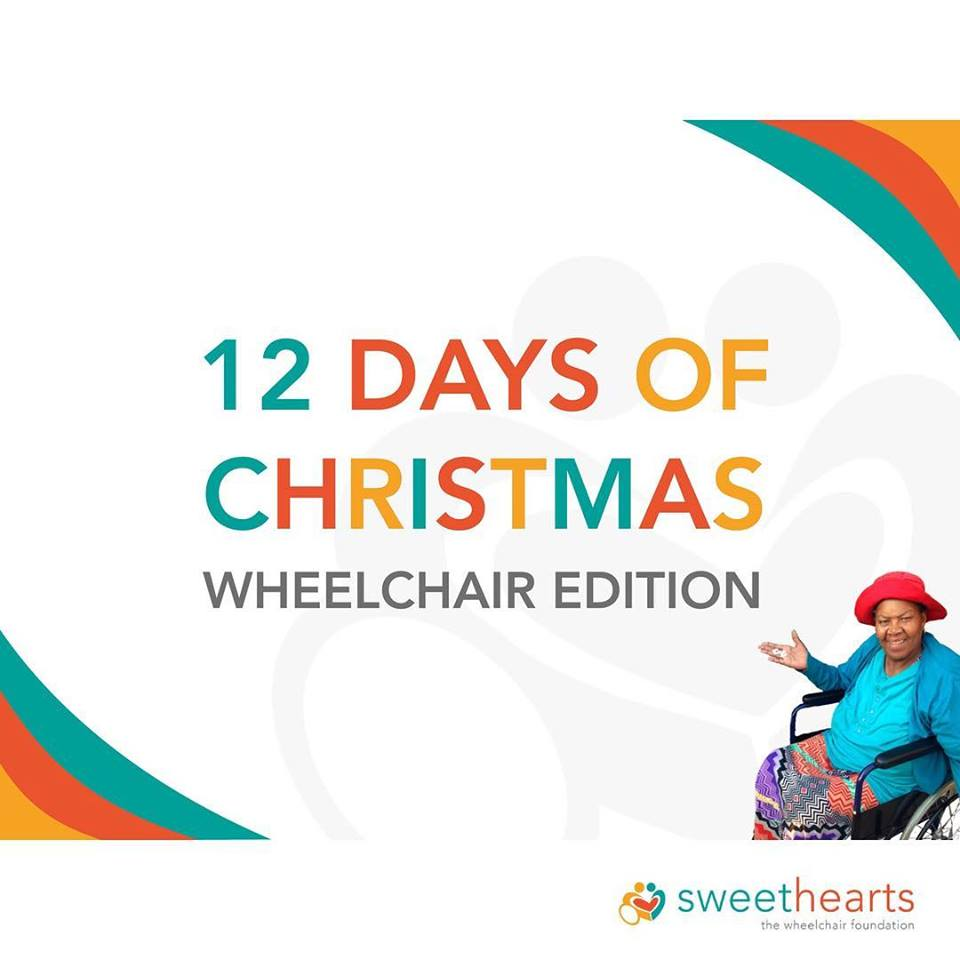 12 DAYS OF
CHRISTMAS
WHEELCHAIR EDITION
sweethearts
the wheelchair foundation